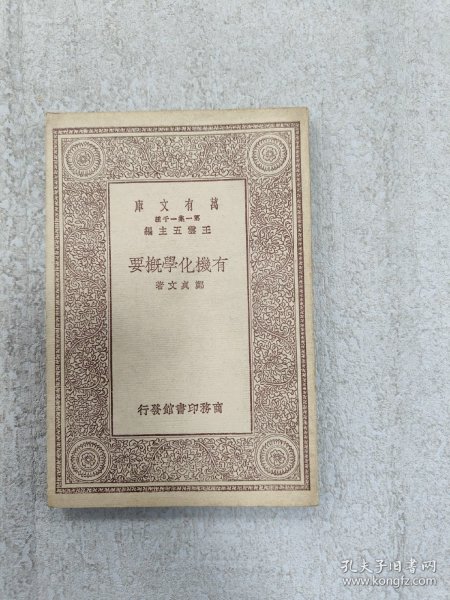 萬有文庫
第一集一千種
王雲五主編
有機化學概要
鄭貞文著
商務印書館發行
孔夫子旧书网
www.kongfz.com